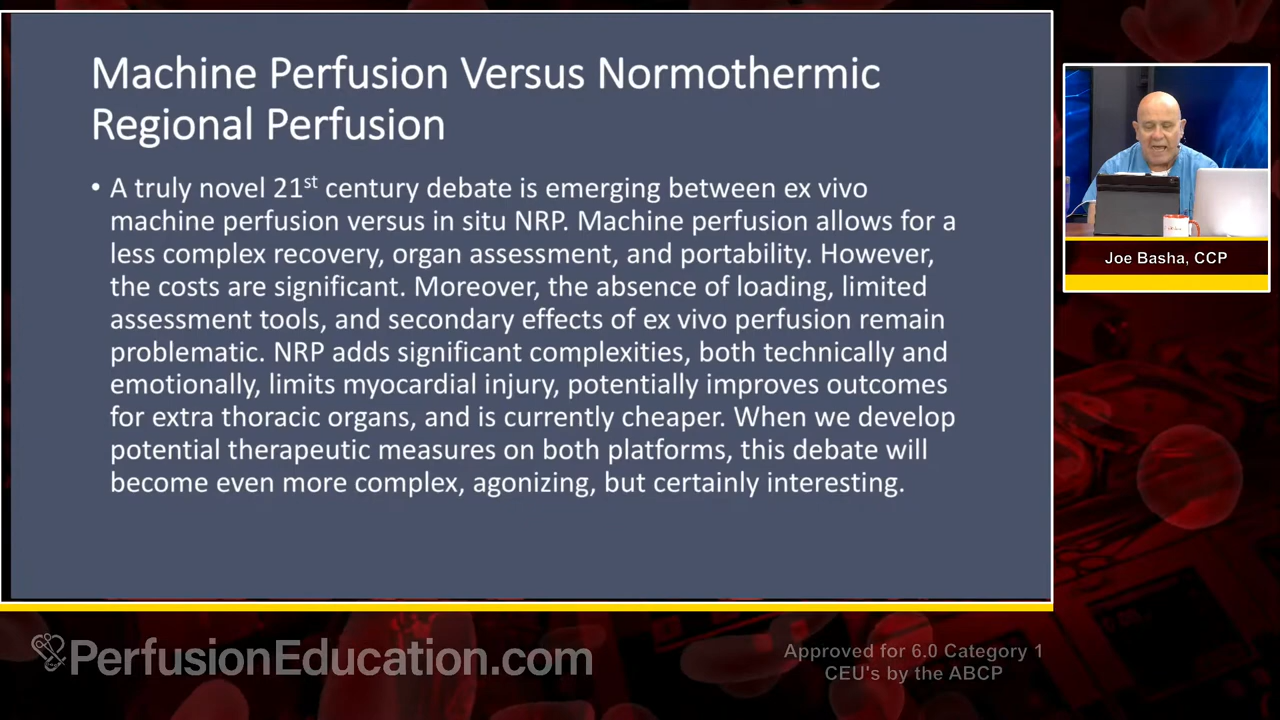 Machine Perfusion Versus Normothermic
Regional Perfusion
• A truly novel 21st century debate is emerging between ex vivo
machine perfusion versus in situ NRP. Machine perfusion allows for a
less complex recovery, organ assessment, and portability. However,
the costs are significant. Moreover, the absence of loading, limited
assessment tools, and secondary effects of ex vivo perfusion remain
problematic. NRP adds significant complexities, both technically and
emotionally, limits myocardial injury, potentially improves outcomes
for extra thoracic organs, and is currently cheaper. When we develop
potential therapeutic measures on both platforms, this debate will
become even more complex, agonizing, but certainly interesting.
Joe Basha, CCP
PerfusionEducation.com
Approved for 6.0 Category 1
CEU's by the ABCP